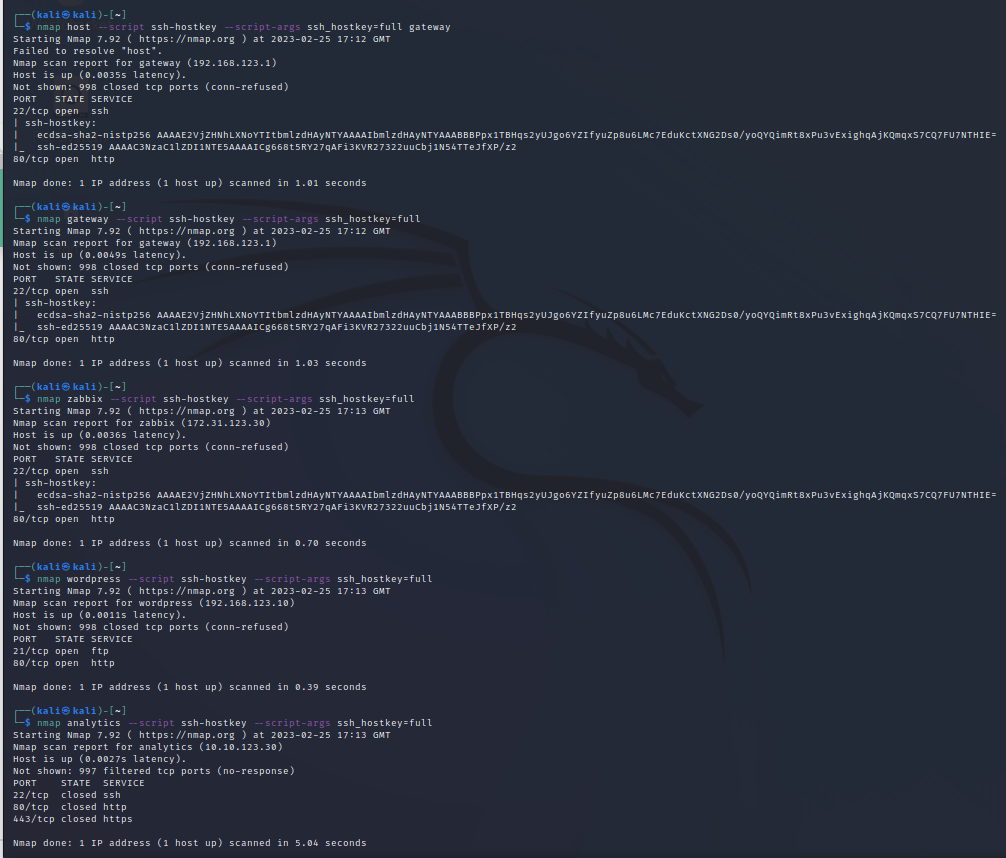 ┌──(kali㉿kali)-[~]
└─$ nmap host --script ssh-hostkey --script-args ssh_hostkey=full gateway
Starting Nmap 7.92 ( https://nmap.org ) at 2023-02-25 17:12 GMT
Failed to resolve "host".
Nmap scan report for gateway (192.168.123.1)
Host is up (0.0035s latency).
Not shown: 998 closed tcp ports (conn-refused)
PORT   STATE SERVICE
22/tcp open  ssh
| ssh-hostkey:
|   ecdsa-sha2-nistp256 AAAAE2VjZHNhLXNoYTItbmlzdHAyNTYAAAAIbmlzdHAyNTYAAABBBPpx1TBHqs2yUJgo6YZIfyuZp8u6LMc7EduKctXNG2Ds0/yoQYQimRt8xPu3vExighqAjKQmqxS7CQ7FU7NTHIE=
|_  ssh-ed25519 AAAAC3NzaC1lZDI1NTE5AAAAICg668t5RY27qAFi3KVR27322uuCbj1N54TTeJfXP/z2
80/tcp open  http
Nmap done: 1 IP address (1 host up) scanned in 1.01 seconds
┌──(kali㉿kali)-[~]
└─$ nmap gateway --script ssh-hostkey --script-args ssh_hostkey=full
Starting Nmap 7.92 ( https://nmap.org ) at 2023-02-25 17:12 GMT
Nmap scan report for gateway (192.168.123.1)
Host is up (0.0049s latency).
Not shown: 998 closed tcp ports (conn-refused)
PORT   STATE SERVICE
22/tcp open  ssh
| ssh-hostkey:
|   ecdsa-sha2-nistp256 AAAAE2VjZHNhLXNoYTItbmlzdHAyNTYAAAAIbmlzdHAyNTYAAABBBPpx1TBHqs2yUJgo6YZIfyuZp8u6LMc7EduKctXNG2Ds0/yoQYQimRt8xPu3vExighqAjKQmqxS7CQ7FU7NTHIE=
|_  ssh-ed25519 AAAAC3NzaC1lZDI1NTE5AAAAICg668t5RY27qAFi3KVR27322uuCbj1N54TTeJfXP/z2
80/tcp open  http
Nmap done: 1 IP address (1 host up) scanned in 1.03 seconds
┌──(kali㉿kali)-[~]
└─$ nmap zabbix --script ssh-hostkey --script-args ssh_hostkey=full
Starting Nmap 7.92 ( https://nmap.org ) at 2023-02-25 17:13 GMT
Nmap scan report for zabbix (172.31.123.30)
Host is up (0.0036s latency).
Not shown: 998 closed tcp ports (conn-refused)
PORT   STATE SERVICE
22/tcp open  ssh
| ssh-hostkey:
|   ecdsa-sha2-nistp256 AAAAE2VjZHNhLXNoYTItbmlzdHAyNTYAAAAIbmlzdHAyNTYAAABBBPpx1TBHqs2yUJgo6YZIfyuZp8u6LMc7EduKctXNG2Ds0/yoQYQimRt8xPu3vExighqAjKQmqxS7CQ7FU7NTHIE=
|_  ssh-ed25519 AAAAC3NzaC1lZDI1NTE5AAAAICg668t5RY27qAFi3KVR27322uuCbj1N54TTeJfXP/z2
80/tcp open  http
Nmap done: 1 IP address (1 host up) scanned in 0.70 seconds
┌──(kali㉿kali)-[~]
└─$ nmap wordpress --script ssh-hostkey --script-args ssh_hostkey=full
Starting Nmap 7.92 ( https://nmap.org ) at 2023-02-25 17:13 GMT
Nmap scan report for wordpress (192.168.123.10)
Host is up (0.0011s latency).
Not shown: 998 closed tcp ports (conn-refused)
PORT   STATE SERVICE
21/tcp open  ftp
80/tcp open  http
Nmap done: 1 IP address (1 host up) scanned in 0.39 seconds
┌──(kali㉿kali)-[~]
└─$ nmap analytics --script ssh-hostkey --script-args ssh_hostkey=full
Starting Nmap 7.92 ( https://nmap.org ) at 2023-02-25 17:13 GMT
Nmap scan report for analytics (10.10.123.30)
Host is up (0.0027s latency).
Not shown: 997 filtered tcp ports (no-response)
PORT    STATE  SERVICE
22/tcp  closed ssh
80/tcp  closed http
443/tcp closed https
Nmap done: 1 IP address (1 host up) scanned in 5.04 seconds